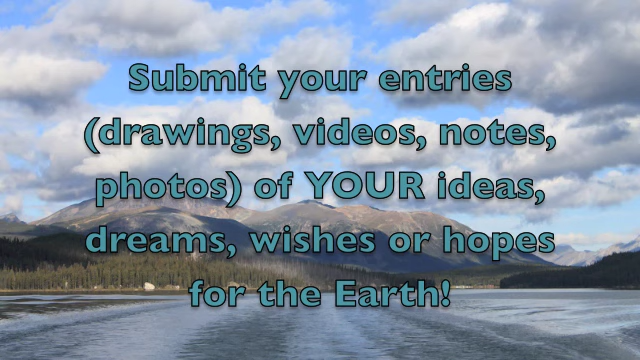 Submit your entries
(drawings, videos, notes,
photos) of YOUR ideas,
dreams, wishes or hopes
for the Earth!